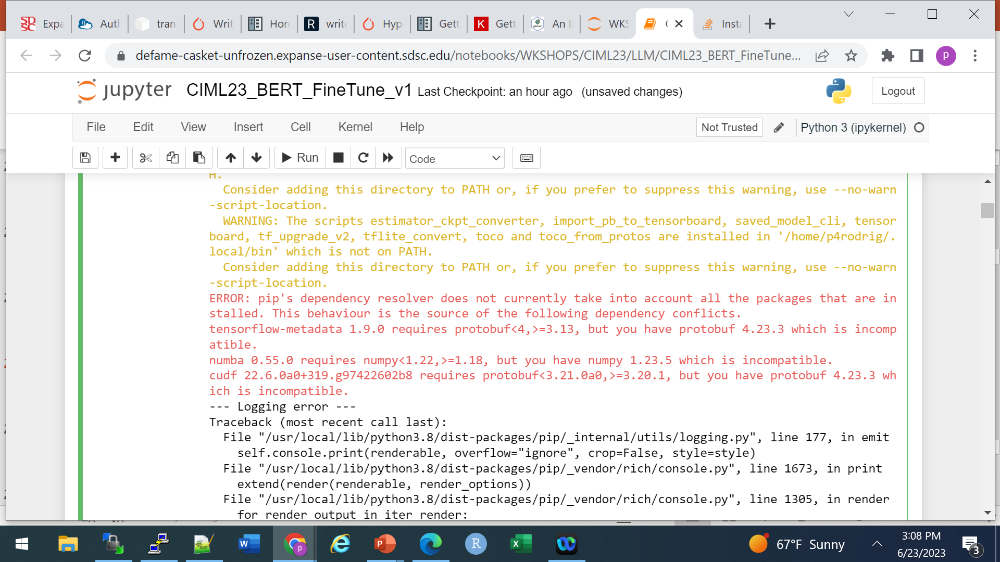 Expa
Auth
tran
Writ
Horo
R
write
Hyp
Gett
K
Gett
An I
WKS
Insta
defame-casket-unfrozen.expanse-user-content.sdsc.edu/notebooks/WKSHOPS/CIML23/LLM/CIML23_BERT_FineTune...
p
jupyter CIML23_BERT_FineTune_v1 Last Checkpoint: an hour ago (unsaved changes)
Logout
File Edit View Insert Cell Kernel Help
Not Trusted
Python 3 (ipykernel)
Run
Code
H.
Consider adding this directory to PATH or, if you prefer to suppress this warning, use --no-warn
-script-location.
WARNING: The scripts estimator_ckpt_converter, import_pb_to_tensorboard, saved_model_cli, tensor
board, tf_upgrade_v2, tflite_convert, toco and toco_from_protos are installed in '/home/p4rodrig/.
local/bin' which is not on PATH.
Consider adding this directory to PATH or, if you prefer to suppress this warning, use --no-warn
-script-location.
ERROR: pip's dependency resolver does not currently take into account all the packages that are in
stalled. This behaviour is the source of the following dependency conflicts.
tensorflow-metadata 1.9.0 requires protobuf<4,>=3.13, but you have protobuf 4.23.3 which is incomp
atible.
numba 0.55.0 requires numpy<1.22,>=1.18, but you have numpy 1.23.5 which is incompatible.
cudf 22.6.0a0+319.g97422602b8 requires protobuf<3.21.0a0,>=3.20.1, but you have protobuf 4.23.3 wh
ich is incompatible.
--- Logging error ---
Traceback (most recent call last):
File "/usr/local/lib/python3.8/dist-packages/pip/_internal/utils/logging.py", line 177, in emit
self.console.print(renderable, overflow="ignore", crop=False, style=style)
File "/usr/local/lib/python3.8/dist-packages/pip/_vendor/rich/console.py", line 1673, in print
extend(render(renderable, render_options))
File "/usr/local/lib/python3.8/dist-packages/pip/_vendor/rich/console.py", line 1305, in render
for render_output in iter_render:
67°F Sunny
3:08 PM
6/23/2023
3